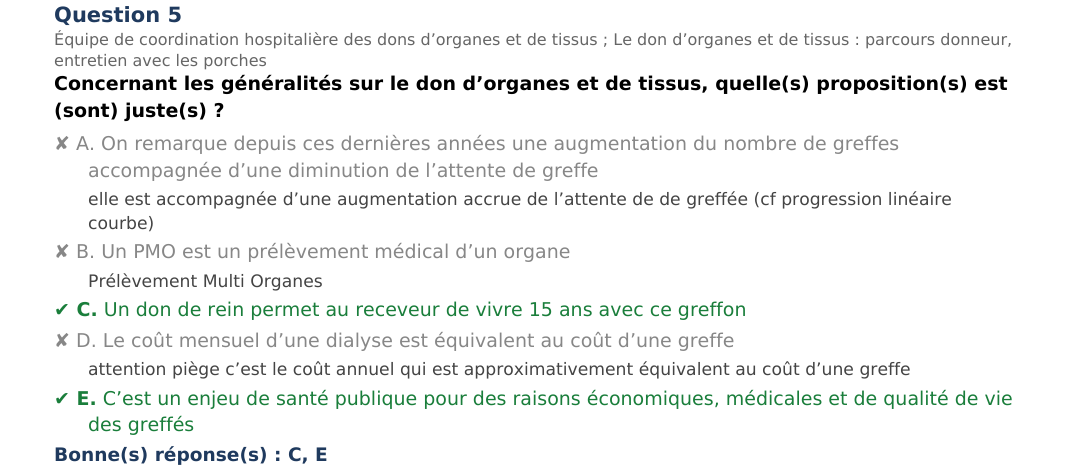 Question 5
Équipe de coordination hospitalière des dons d’organes et de tissus ; Le don d’organes et de tissus : parcours donneur,
entretien avec les porches
Concernant les généralités sur le don d’organes et de tissus, quelle(s) proposition(s) est
(sont) juste(s) ?
✘ A. On remarque depuis ces dernières années une augmentation du nombre de greffes
accompagnée d’une diminution de l’attente de greffe
elle est accompagnée d’une augmentation accrue de l’attente de de greffée (cf progression linéaire
courbe)
✘ B. Un PMO est un prélèvement médical d’un organe
Prélèvement Multi Organes
✔ C. Un don de rein permet au receveur de vivre 15 ans avec ce greffon
✘ D. Le coût mensuel d’une dialyse est équivalent au coût d’une greffe
attention piège c’est le coût annuel qui est approximativement équivalent au coût d’une greffe
✔ E. C’est un enjeu de santé publique pour des raisons économiques, médicales et de qualité de vie
des greffés
Bonne(s) réponse(s) : C, E